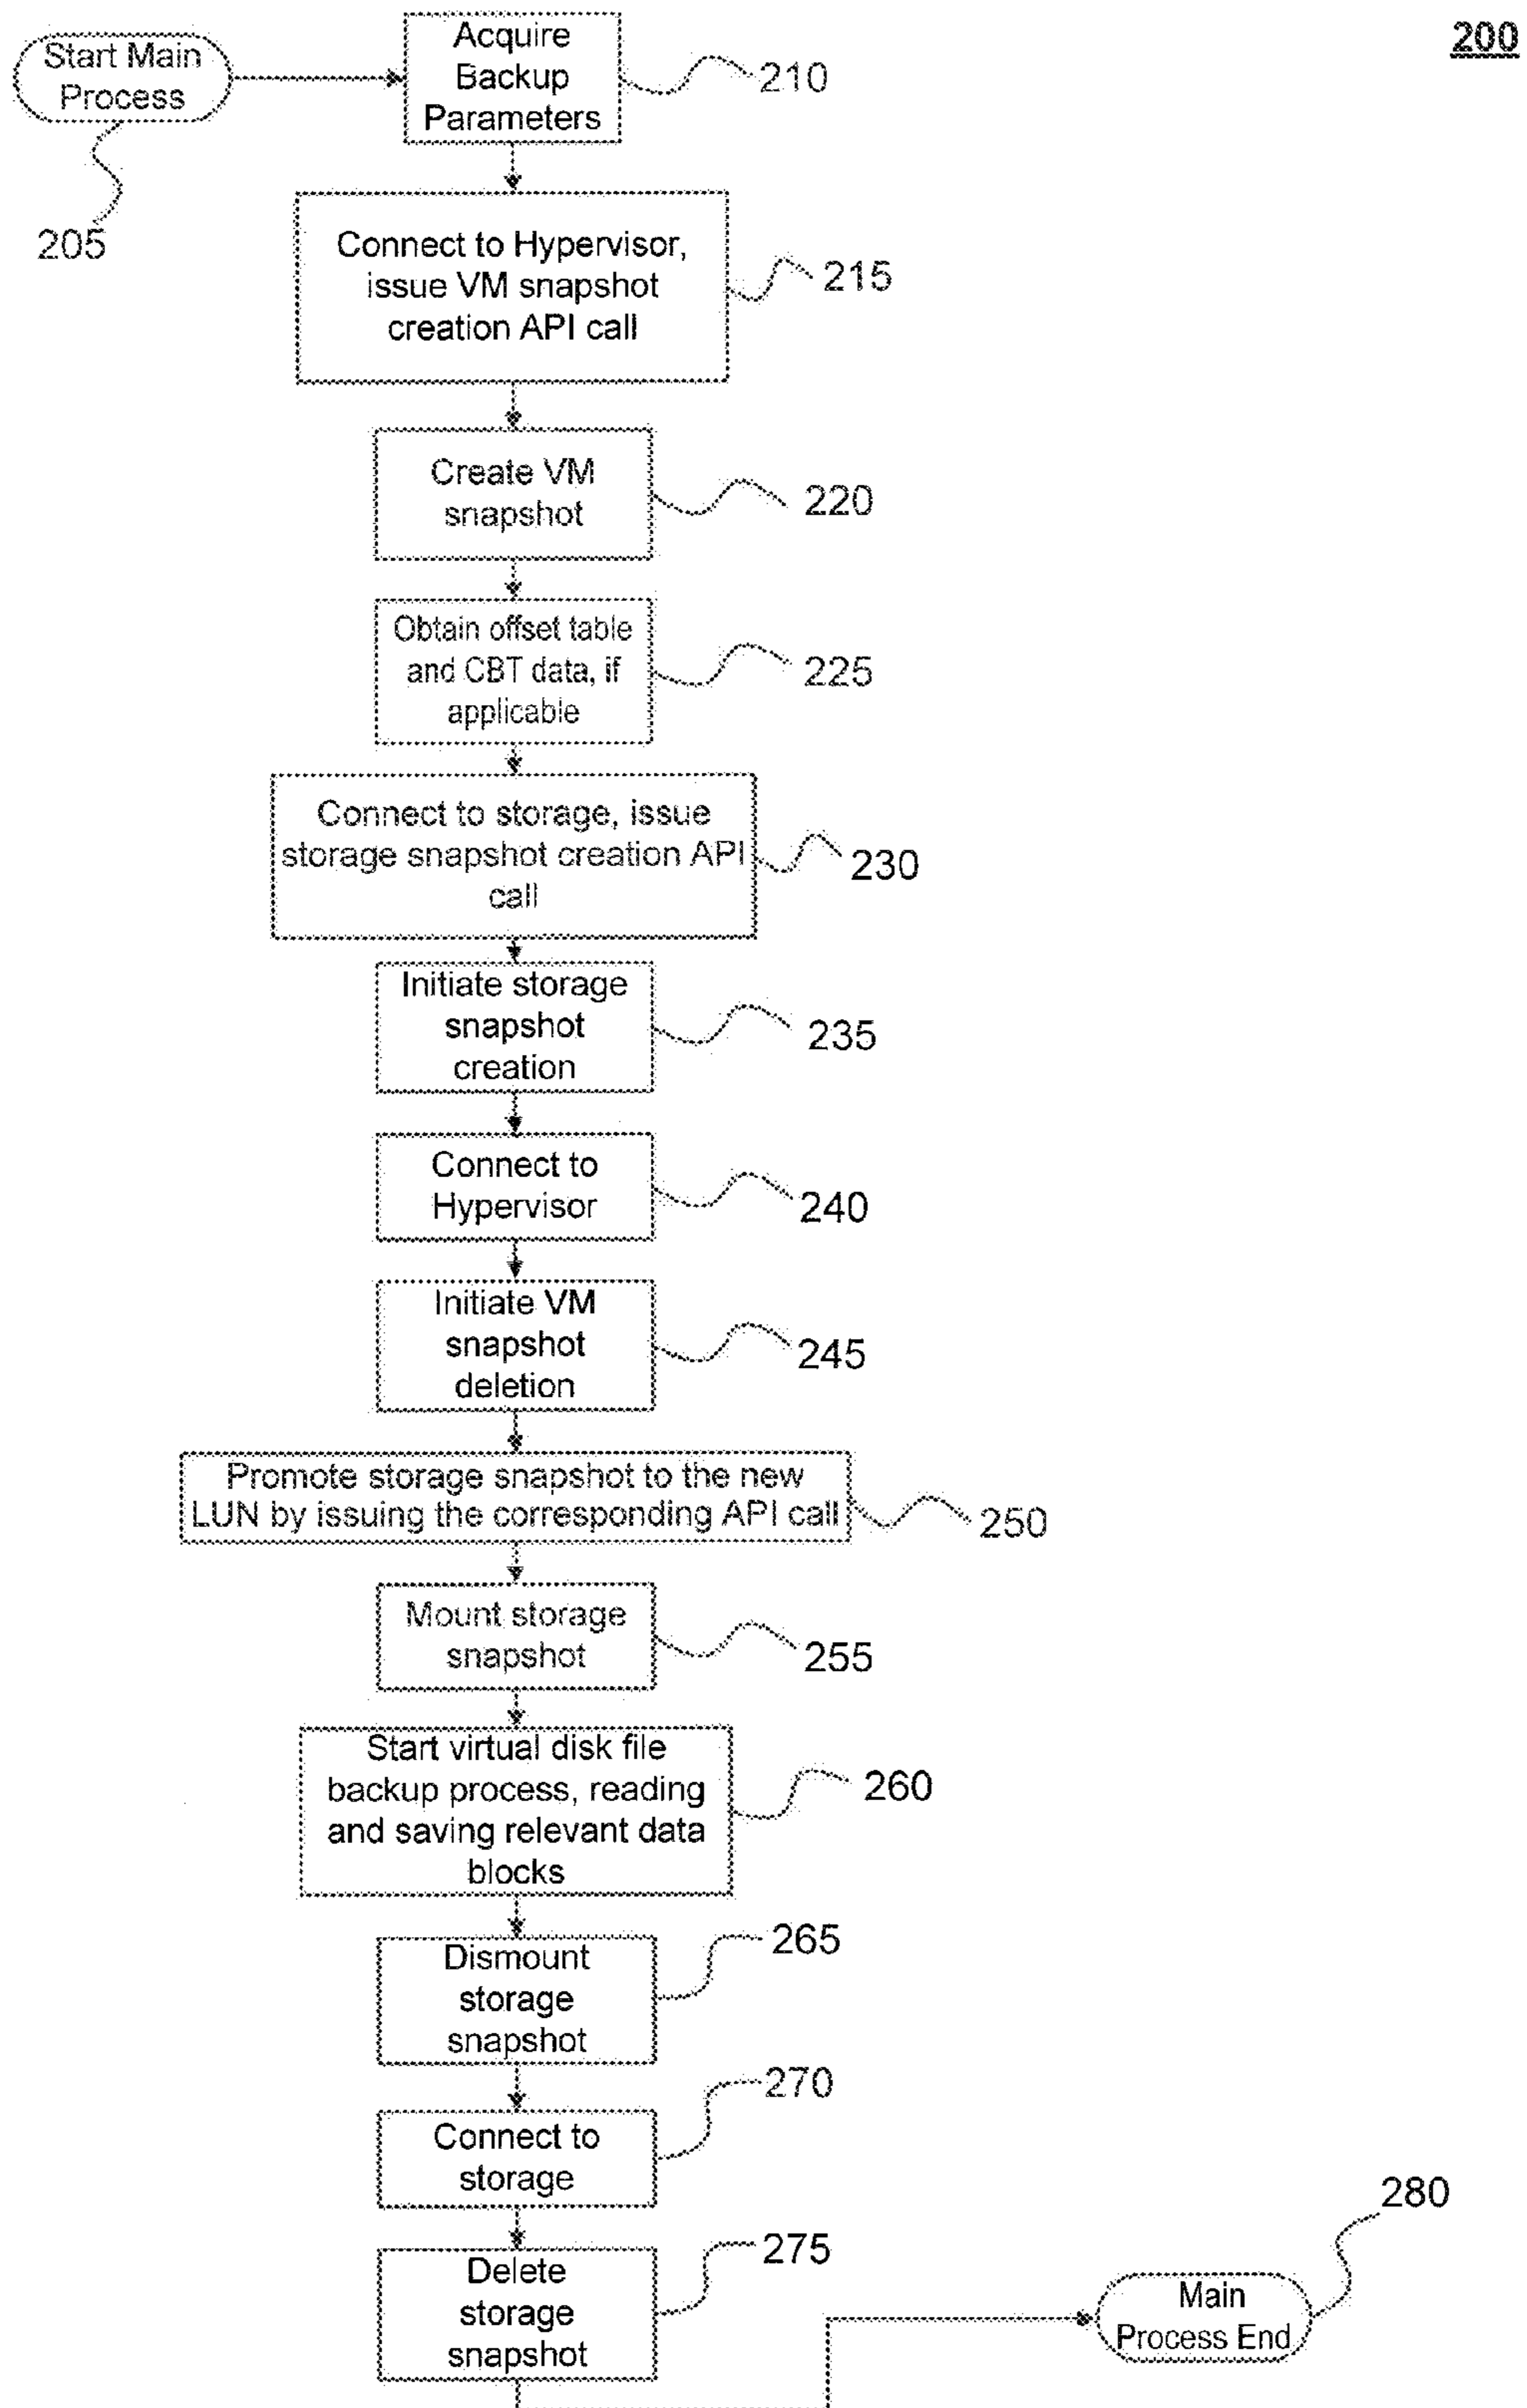 200
Start Main
Process
205
Acquire
Backup
Parameters
210
Connect to Hypervisor,
issue VM snapshot
creation API call
215
Create VM
snapshot
220
Obtain offset table
and CBT data, if
applicable
225
Connect to storage, issue
storage snapshot creation API
call
230
Initiate storage
snapshot
creation
235
Connect to
Hypervisor
240
Initiate VM
snapshot
deletion
245
Promote storage snapshot to the new
LUN by issuing the corresponding API call
250
Mount storage
snapshot
255
Start virtual disk file
backup process, reading
and saving relevant data
blocks
260
Dismount
storage
snapshot
265
Connect to
storage
270
Delete
storage
snapshot
275
Main
Process End
280